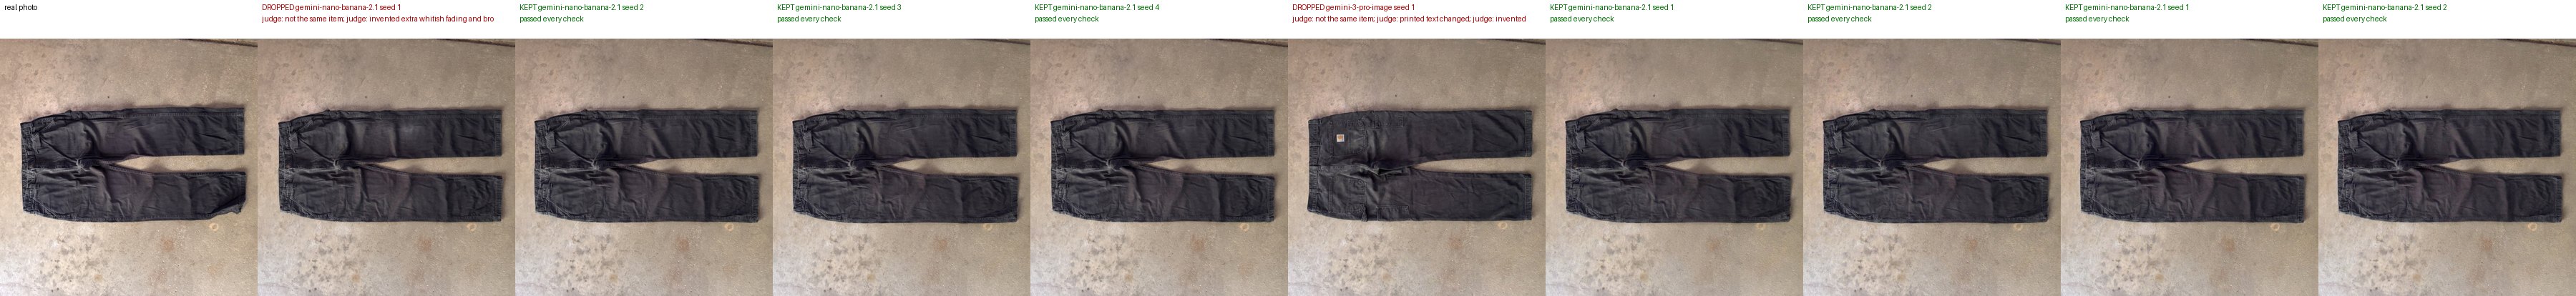 real photo
DROPPED gemini-nano-banana-2.1 seed 1
judge: not the same item; judge: invented extra whitish fading and bro
KEPT gemini-nano-banana-2.1 seed 2
passed every check
KEPT gemini-nano-banana-2.1 seed 3
passed every check
KEPT gemini-nano-banana-2.1 seed 4
passed every check
DROPPED gemini-3-pro-image seed 1
judge: not the same item; judge: printed text changed; judge: invented
KEPT gemini-nano-banana-2.1 seed 1
passed every check
KEPT gemini-nano-banana-2.1 seed 2
passed every check
KEPT gemini-nano-banana-2.1 seed 1
passed every check
KEPT gemini-nano-banana-2.1 seed 2
passed every check